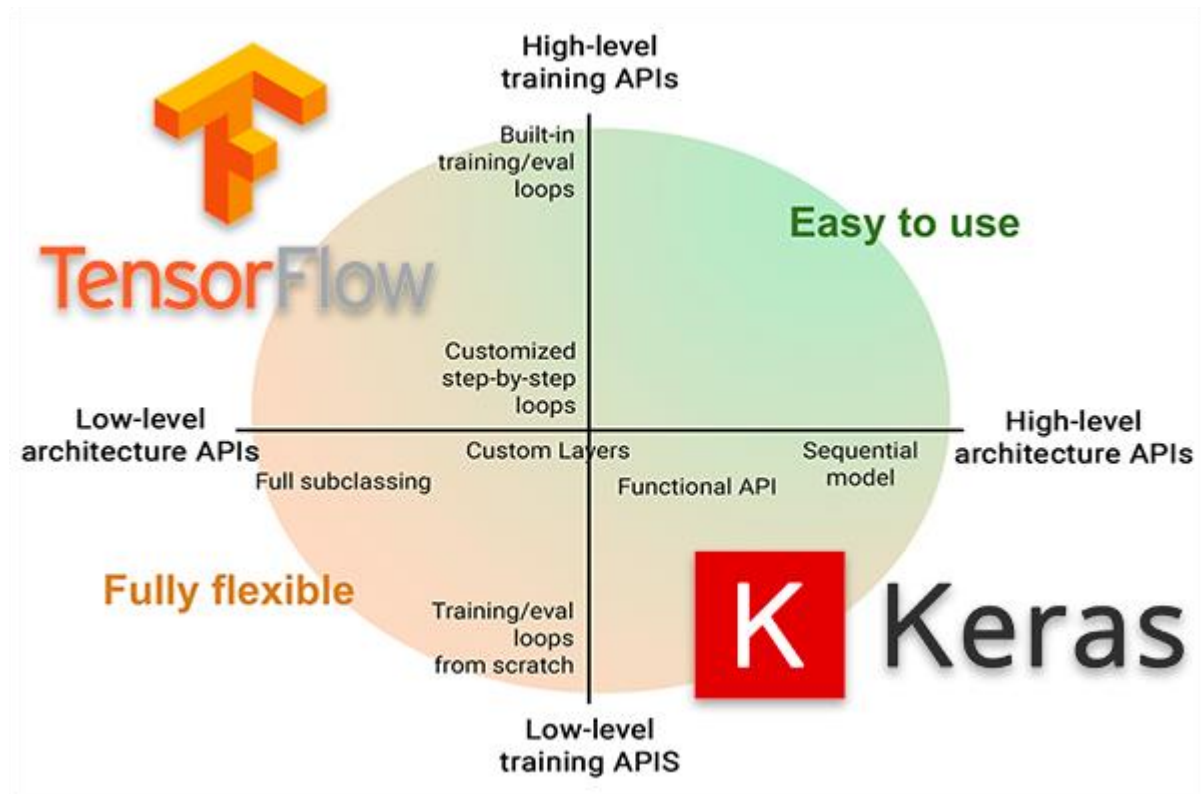 High-level
training APIs
Built-in
training/eval
loops
Easy to use
TensorFlow
Customized
step-by-step
loops
Low-level
architecture APIs
High-level
architecture APIs
Custom Layers
Sequential
model
Full subclassing
Functional API
Fully flexible
K Keras
Training/eval
loops
from scratch
Low-level
training APIS